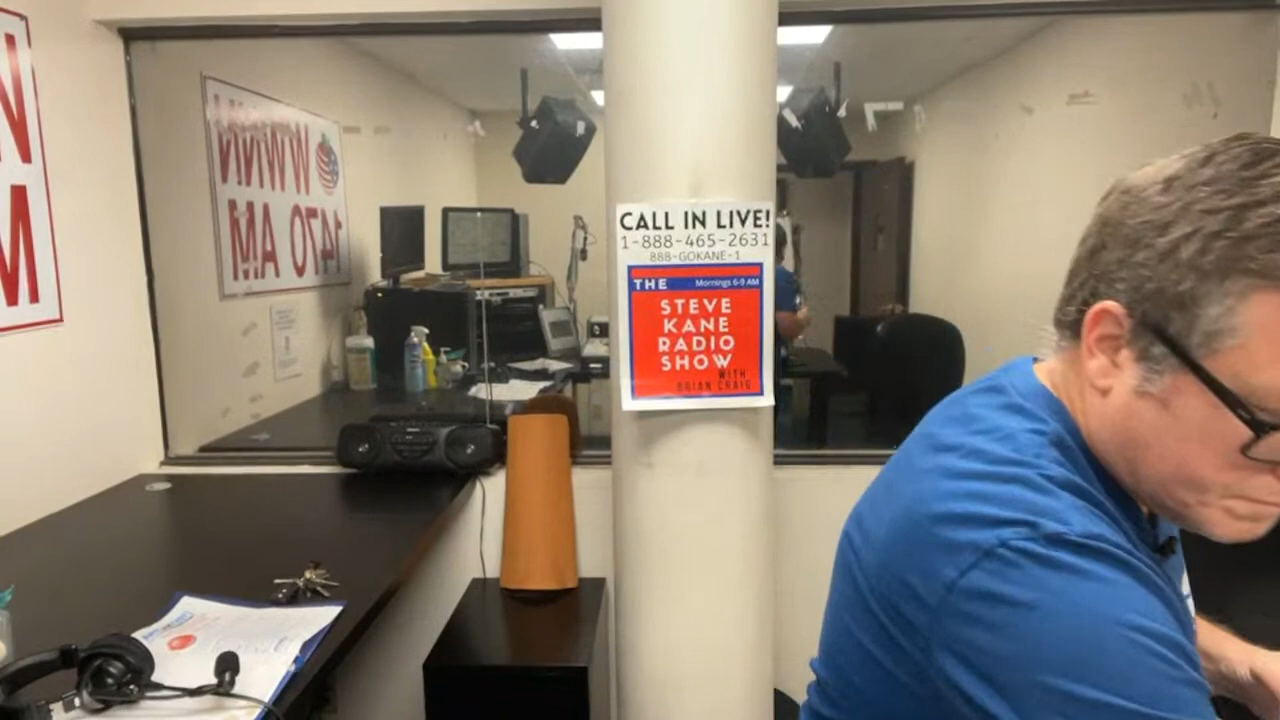 N
M
WWNN
1470 AM
CALL IN LIVE!
1-888-465-2631
888-GOKANE-1
THE Mornings 6-9 AM
STEVE
KANE
RADIO
SHOW
WITH
BRIAN CRAIG